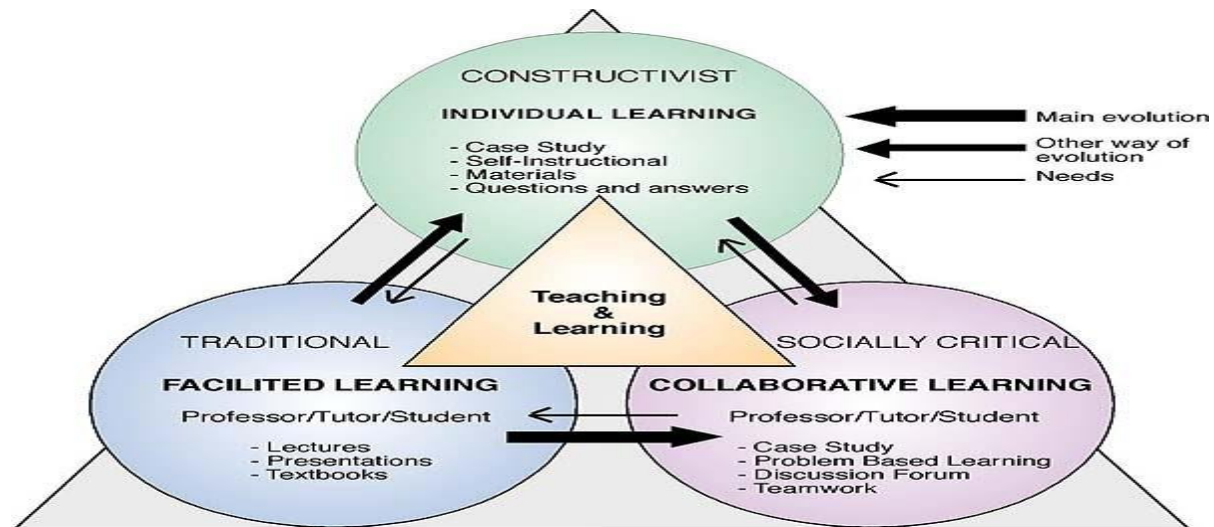 CONSTRUCTIVIST
INDIVIDUAL LEARNING
- Case Study
- Self-Instructional
- Materials
- Questions and answers
Main evolution
Other way of
evolution
Needs
Teaching
&
Learning
TRADITIONAL
FACILITED LEARNING
Professor/Tutor/Student
- Lectures
- Presentations
- Textbooks
SOCIALLY CRITICAL
COLLABORATIVE LEARNING
Professor/Tutor/Student
- Case Study
- Problem Based Learning
- Discussion Forum
- Teamwork